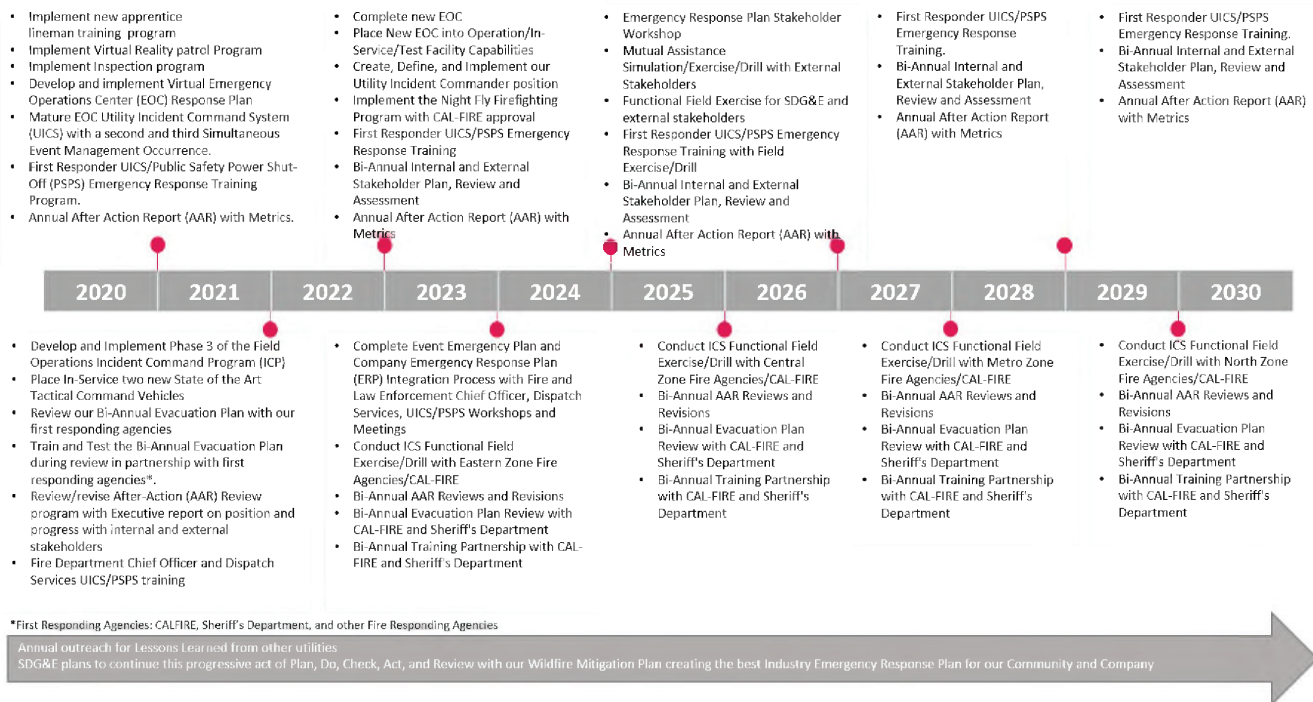 • Implement new apprentice
lineman training program
• Implement Virtual Reality patrol Program
• Implement Inspection program
• Develop and implement Virtual Emergency
Operations Center (EOC) Response Plan
• Mature EOC Utility Incident Command System
(UICS) with a second and third Simultaneous
Event Management Occurrence.
• First Responder UICS/Public Safety Power Shut-
Off (PSPS) Emergency Response Training
Program.
• Annual After Action Report (AAR) with Metrics.
• Complete new EOC
• Place New EOC into Operation/In-
Service/Test Facility Capabilities
• Create, Define, and Implement our
Utility Incident Commander position
• Implement the Night Fly Firefighting
Program with CAL-FIRE approval
• First Responder UICS/PSPS Emergency
Response Training
• Bi-Annual Internal and External
Stakeholder Plan, Review and
Assessment
• Annual After Action Report (AAR) with
Metrics
• Emergency Response Plan Stakeholder
Workshop
• Mutual Assistance
Simulation/Exercise/Drill with External
Stakeholders
• Functional Field Exercise for SDG&E and
external stakeholders
• First Responder UICS/PSPS Emergency
Response Training with Field
Exercise/Drill
• Bi-Annual Internal and External
Stakeholder Plan, Review and
Assessment
• Annual After Action Report (AAR) with
Metrics
• First Responder UICS/PSPS
Emergency Response
Training.
• Bi-Annual Internal and
External Stakeholder Plan,
Review and Assessment
• Annual After Action Report
(AAR) with Metrics
• First Responder UICS/PSPS
Emergency Response Training.
• Bi-Annual Internal and External
Stakeholder Plan, Review and
Assessment
• Annual After Action Report (AAR)
with Metrics
2020 2021 2022 2023 2024 2025 2026 2027 2028 2029 2030
• Develop and Implement Phase 3 of the Field
Operations Incident Command Program (ICP)
• Place In-Service two new State of the Art
Tactical Command Vehicles
• Review our Bi-Annual Evacuation Plan with our
first responding agencies
• Train and Test the Bi-Annual Evacuation Plan
during review in partnership with first
responding agencies*.
• Review/revise After-Action (AAR) Review
program with Executive report on position and
progress with internal and external
stakeholders
• Fire Department Chief Officer and Dispatch
Services UICS/PSPS training
• Complete Event Emergency Plan and
Company Emergency Response Plan
(ERP) Integration Process with Fire and
Law Enforcement Chief Officer, Dispatch
Services, UICS/PSPS Workshops and
Meetings
• Conduct ICS Functional Field
Exercise/Drill with Eastern Zone Fire
Agencies/CAL-FIRE
• Bi-Annual AAR Reviews and Revisions
• Bi-Annual Evacuation Plan Review with
CAL-FIRE and Sheriff's Department
• Bi-Annual Training Partnership with CAL-
FIRE and Sheriff's Department
• Conduct ICS Functional Field
Exercise/Drill with Central
Zone Fire Agencies/CAL-FIRE
• Bi-Annual AAR Reviews and
Revisions
• Bi-Annual Evacuation Plan
Review with CAL-FIRE and
Sheriff's Department
• Bi-Annual Training Partnership
with CAL-FIRE and Sheriff's
Department
• Conduct ICS Functional Field
Exercise/Drill with Metro Zone
Fire Agencies/CAL-FIRE
• Bi-Annual AAR Reviews and
Revisions
• Bi-Annual Evacuation Plan
Review with CAL-FIRE and
Sheriff's Department
• Bi-Annual Training Partnership
with CAL-FIRE and Sheriff's
Department
• Conduct ICS Functional Field
Exercise/Drill with North Zone
Fire Agencies/CAL-FIRE
• Bi-Annual AAR Reviews and
Revisions
• Bi-Annual Evacuation Plan
Review with CAL-FIRE and
Sheriff's Department
• Bi-Annual Training Partnership
with CAL-FIRE and Sheriff's
Department
*First Responding Agencies: CALFIRE, Sheriff's Department, and other Fire Responding Agencies
Annual outreach for Lessons Learned from other utilities
SDG&E plans to continue this progressive act of Plan, Do, Check, Act, and Review with our Wildfire Mitigation Plan creating the best Industry Emergency Response Plan for our Community and Company